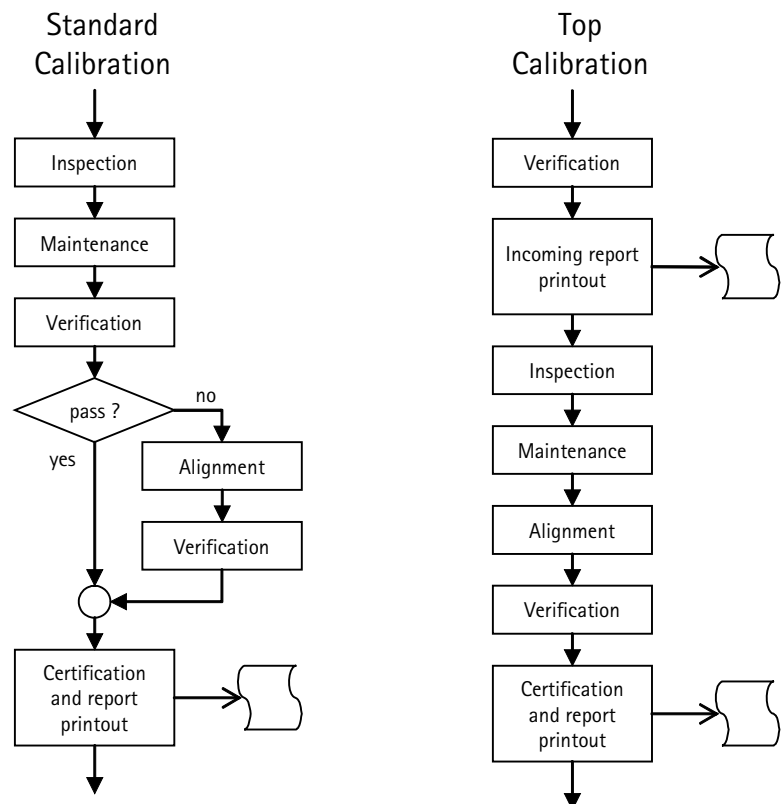 Standard
Calibration
Inspection
Maintenance
Verification
pass ?
no
yes
Alignment
Verification
Certification
and report
printout
Top
Calibration
Verification
Incoming report
printout
Inspection
Maintenance
Alignment
Verification
Certification
and report
printout